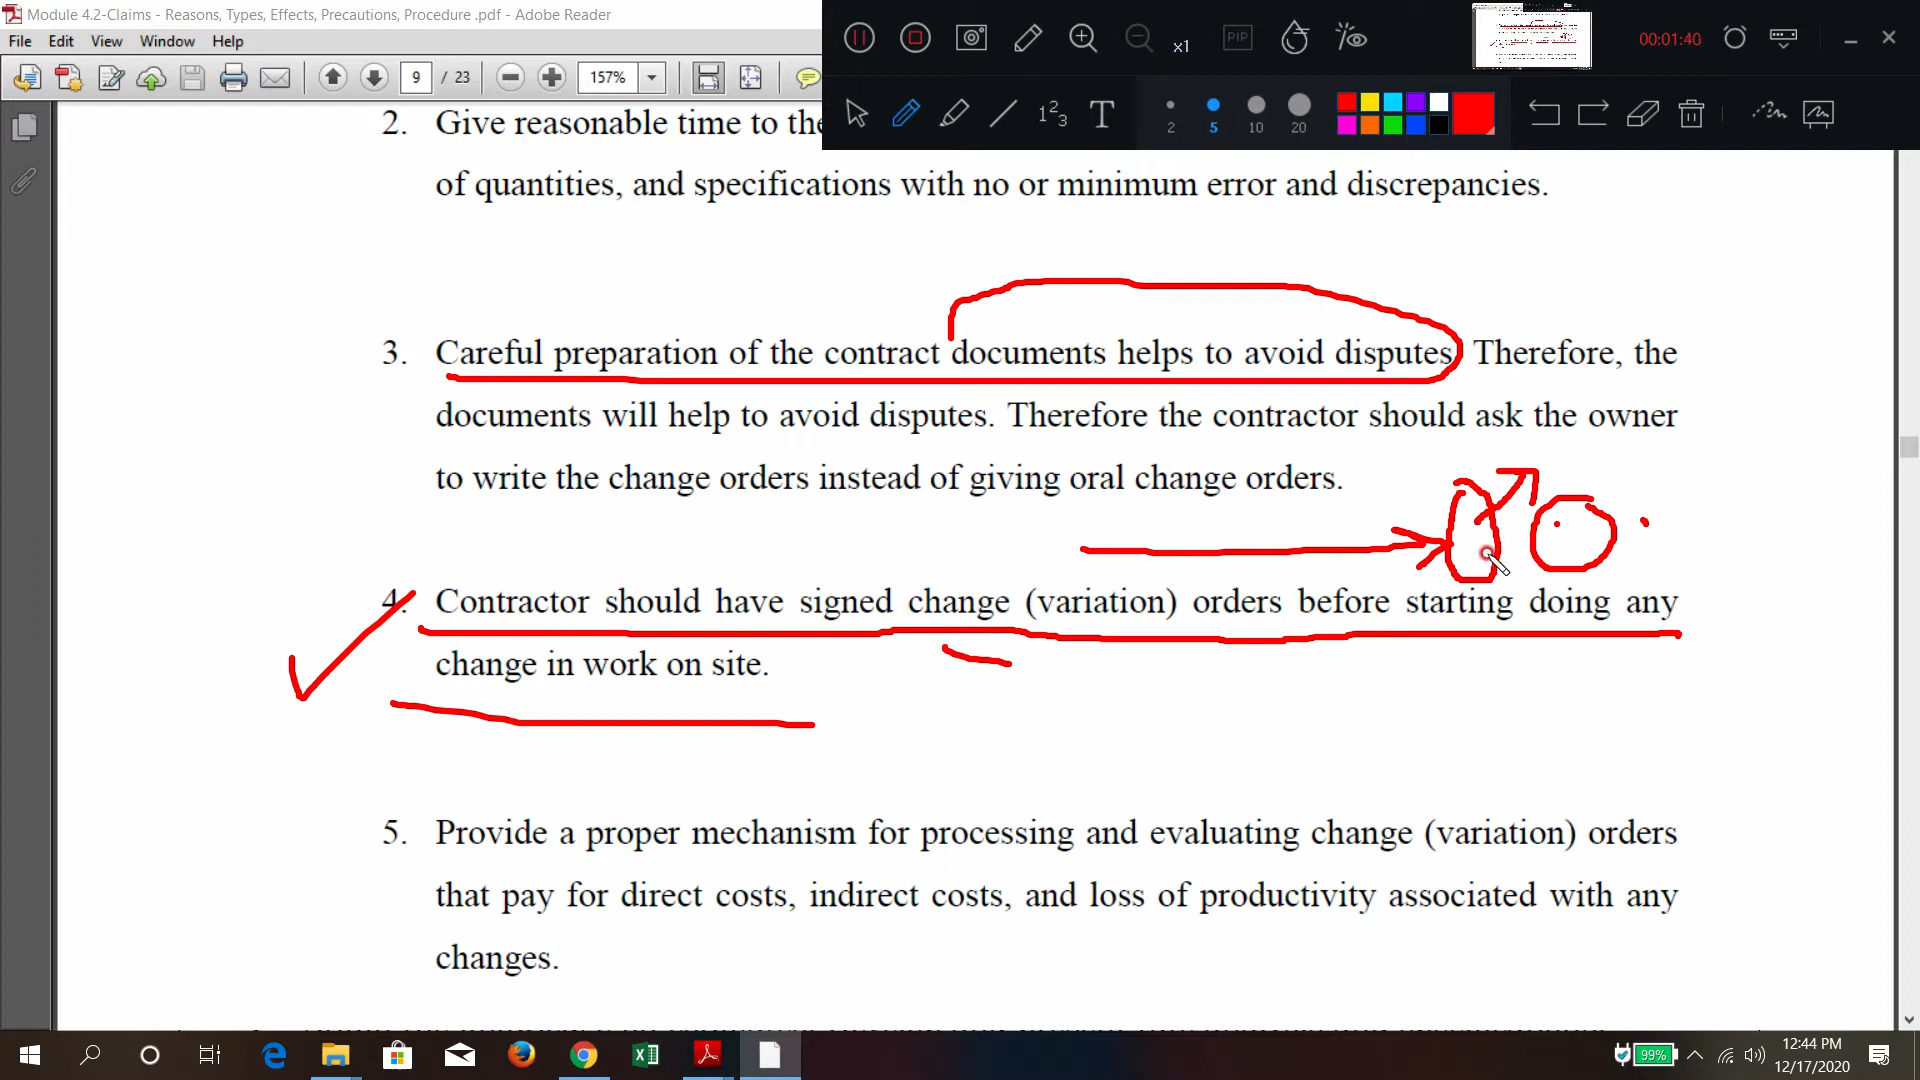 Module 4.2-Claims - Reasons, Types, Effects, Precautions, Procedure .pdf - Adobe Reader
File Edit View Window Help
x1
PIP
00:01:40
9 / 23
157%
1 2 3
T
2 5 10 20
2. Give reasonable time to the
of quantities, and specifications with no or minimum error and discrepancies.
3. Careful preparation of the contract documents helps to avoid disputes. Therefore, the
documents will help to avoid disputes. Therefore the contractor should ask the owner
to write the change orders instead of giving oral change orders.
4. Contractor should have signed change (variation) orders before starting doing any
change in work on site.
5. Provide a proper mechanism for processing and evaluating change (variation) orders
that pay for direct costs, indirect costs, and loss of productivity associated with any
changes.
99%
12:44 PM
12/17/2020